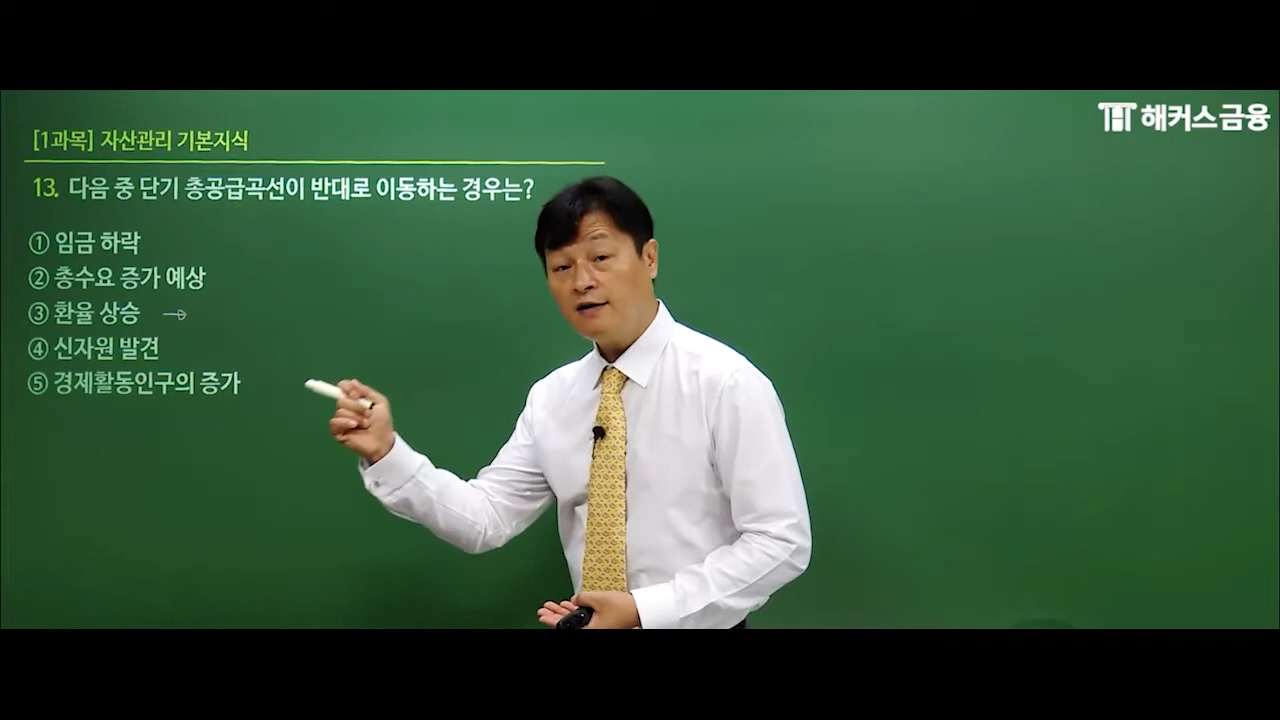 해커스금융
[1과목] 자산관리 기본지식
13. 다음 중 단기 총공급곡선이 반대로 이동하는 경우는?
① 임금 하락
② 총수요 증가 예상
③ 환율 상승 →
④ 신자원 발견
⑤ 경제활동인구의 증가